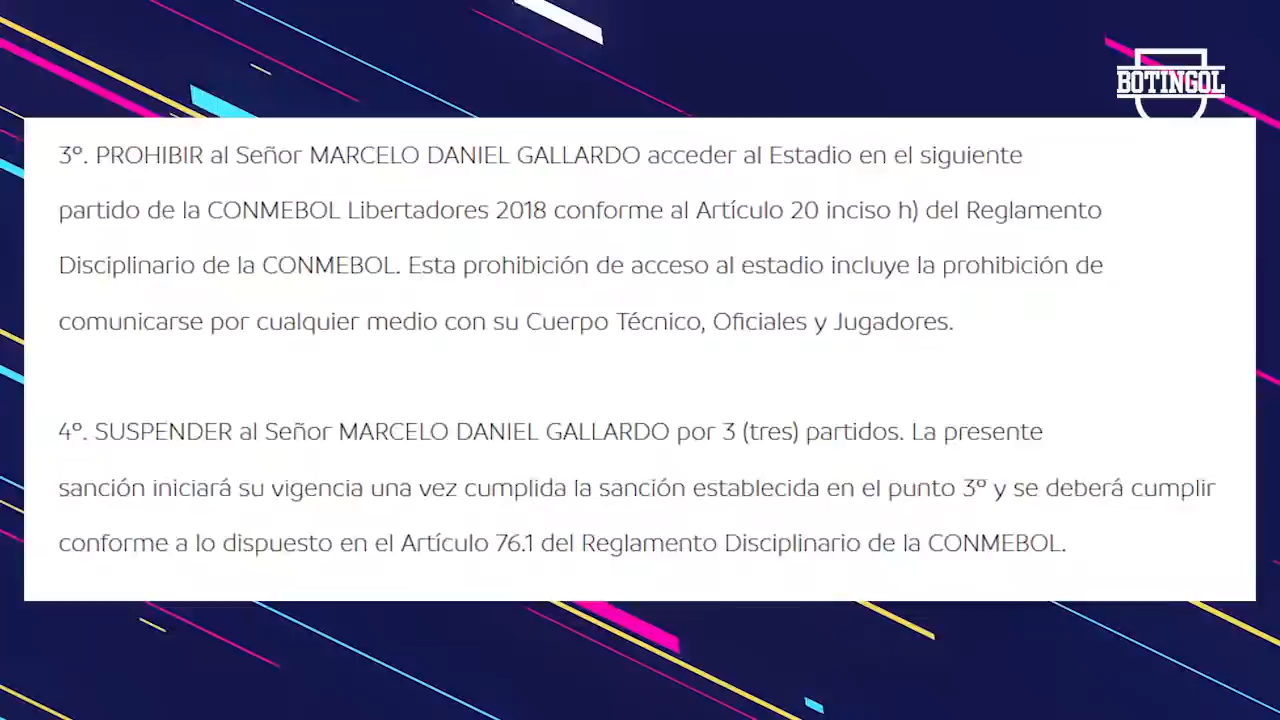 BOTINGOL
3º. PROHIBIR al Señor MARCELO DANIEL GALLARDO acceder al Estadio en el siguiente
partido de la CONMEBOL Libertadores 2018 conforme al Artículo 20 inciso h) del Reglamento
Disciplinario de la CONMEBOL. Esta prohibición de acceso al estadio incluye la prohibición de
comunicarse por cualquier medio con su Cuerpo Técnico, Oficiales y Jugadores.
4º. SUSPENDER al Señor MARCELO DANIEL GALLARDO por 3 (tres) partidos. La presente
sanción iniciará su vigencia una vez cumplida la sanción establecida en el punto 3º y se deberá cumplir
conforme a lo dispuesto en el Artículo 76.1 del Reglamento Disciplinario de la CONMEBOL.